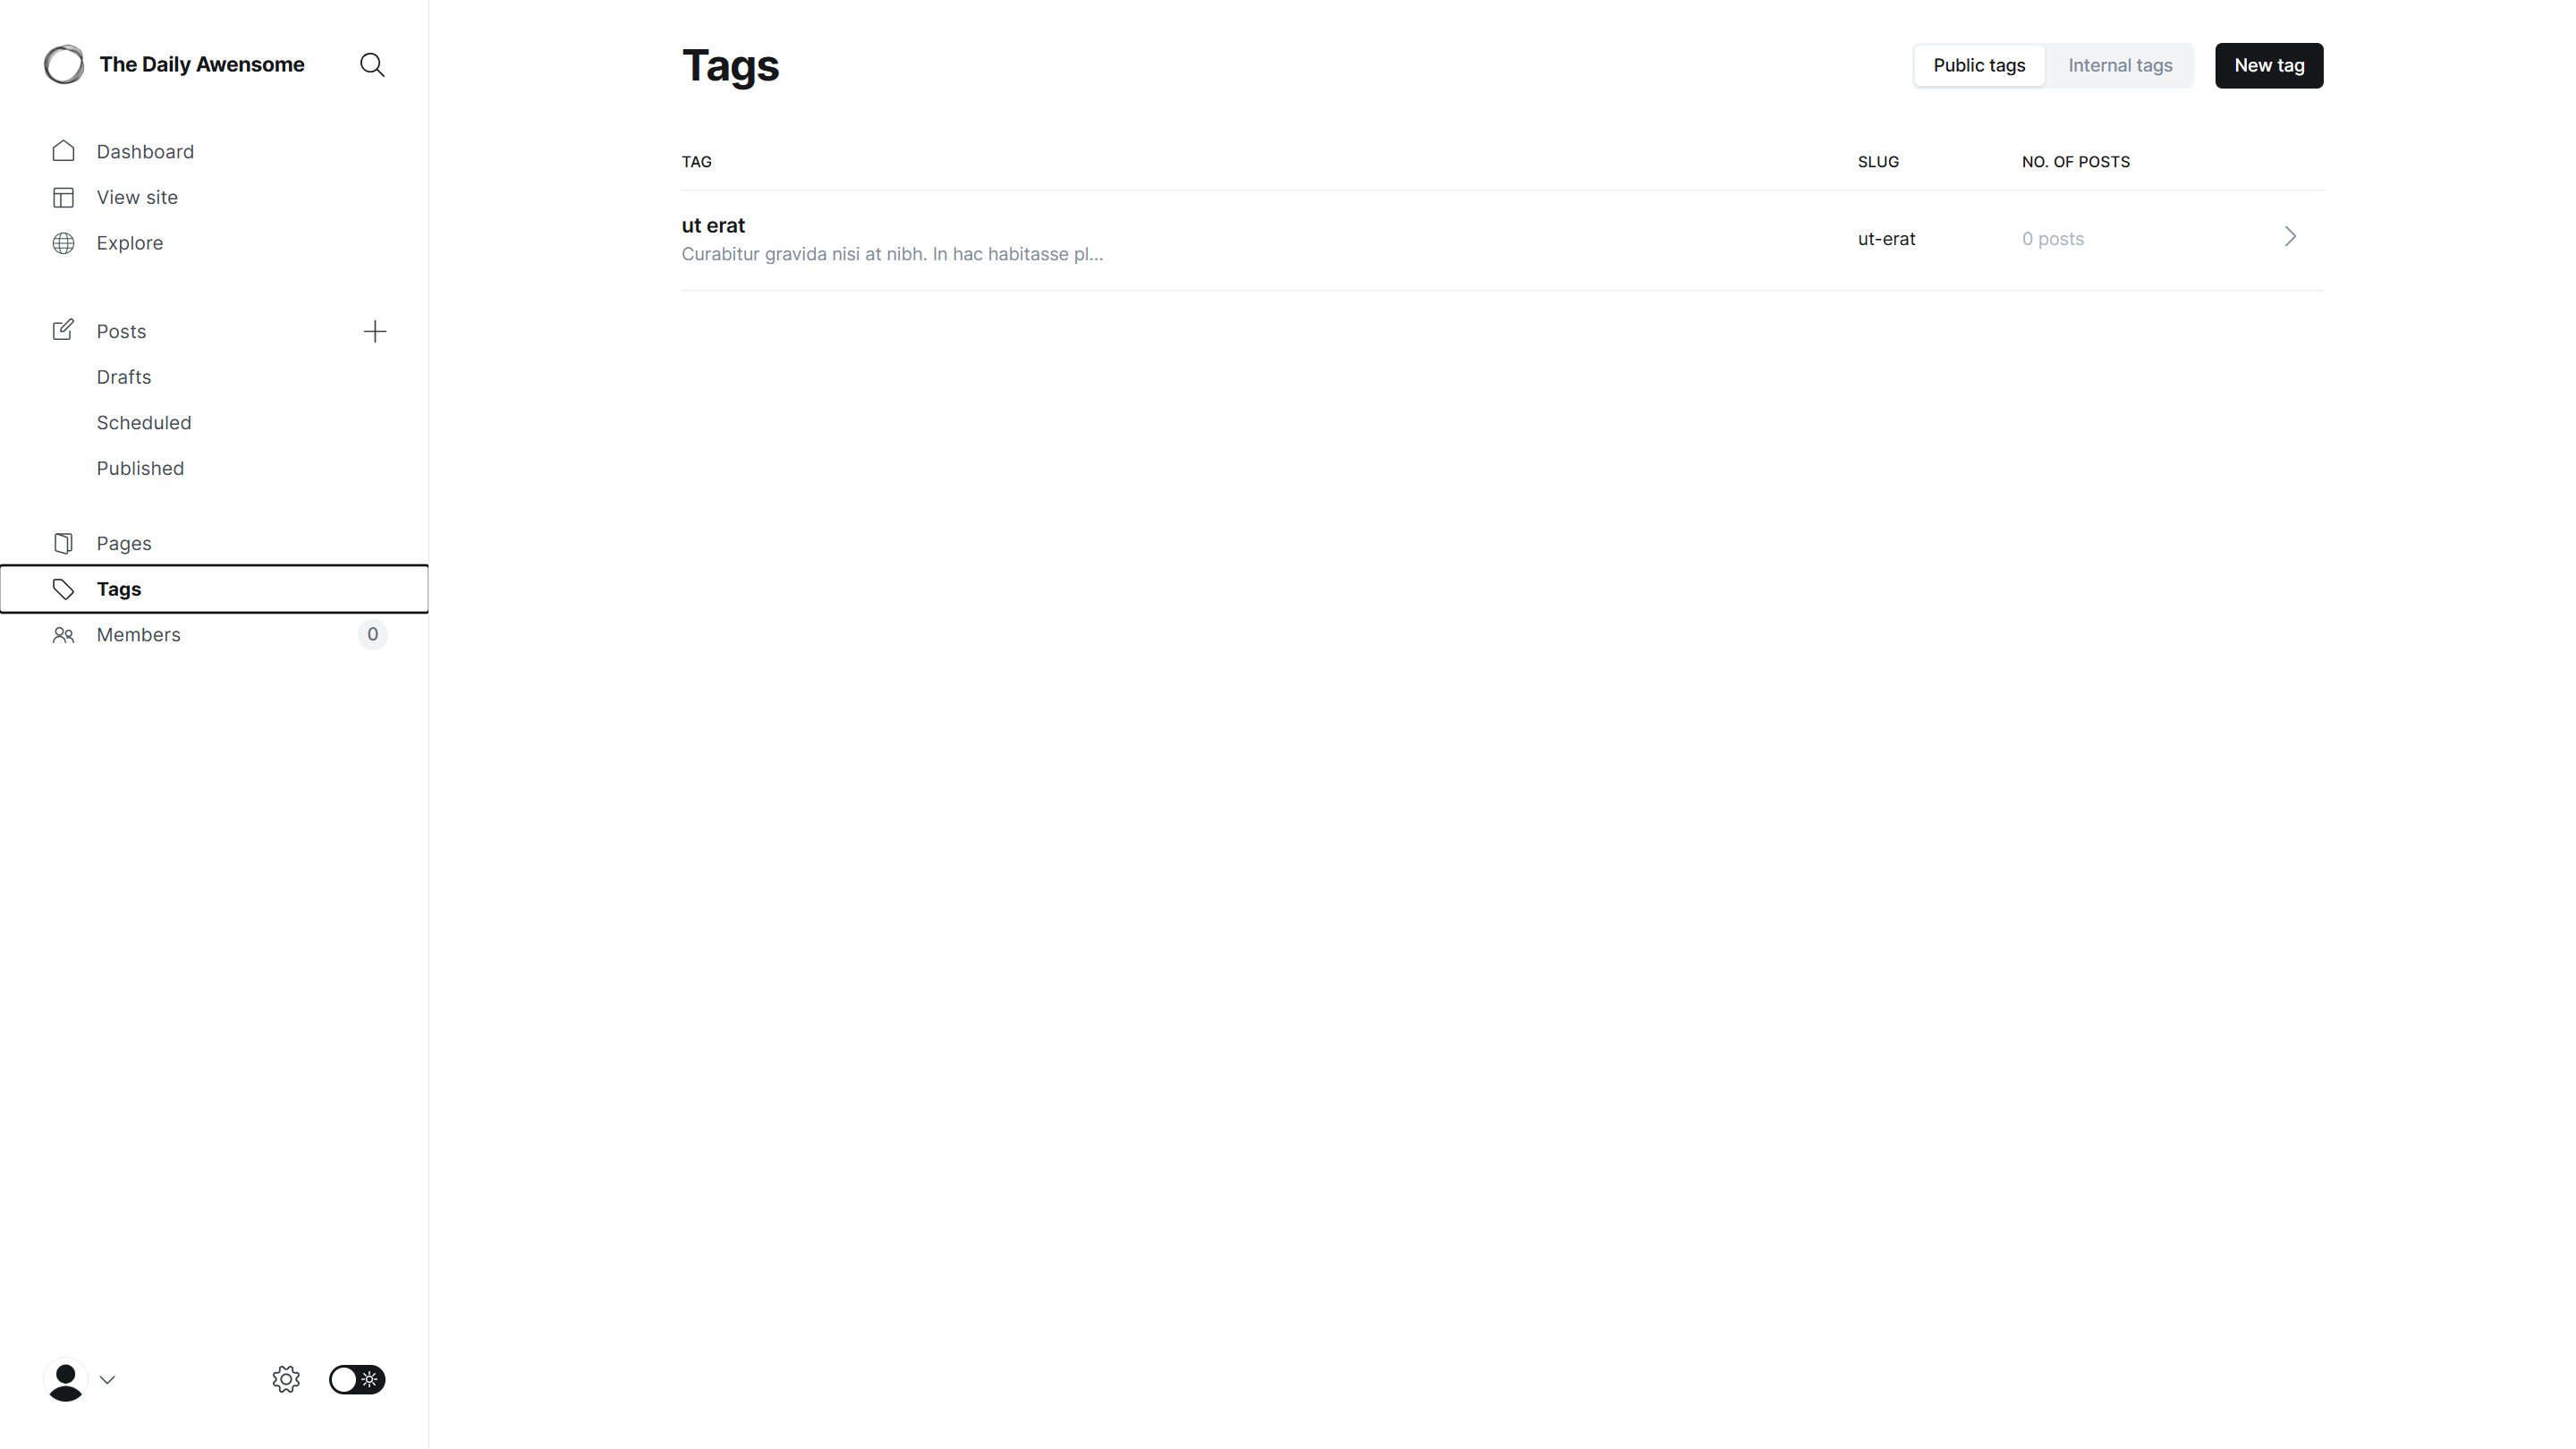 The Daily Awensome
Dashboard
View site
Explore
Posts
Drafts
Scheduled
Published
Pages
Tags
Members 0
Tags
Public tags Internal tags New tag
TAG SLUG NO. OF POSTS
ut erat ut-erat 0 posts
Curabitur gravida nisi at nibh. In hac habitasse pl...